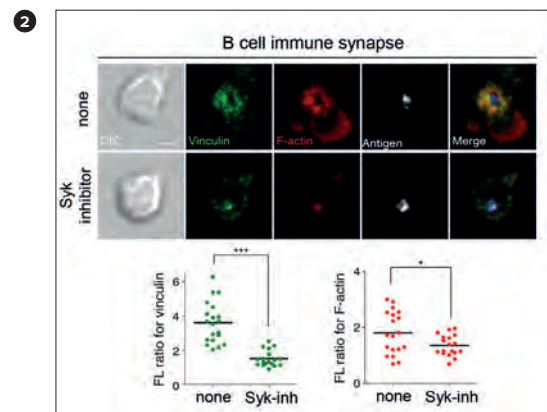 2
B cell immune synapse
none
DIC
Vinculin
F-actin
Antigen
Merge
Syk
inhibitor
FL ratio for vinculin
6
4
2
0
***
none
Syk-inh
FL ratio for F-actin
4
2
0
*
none
Syk-inh